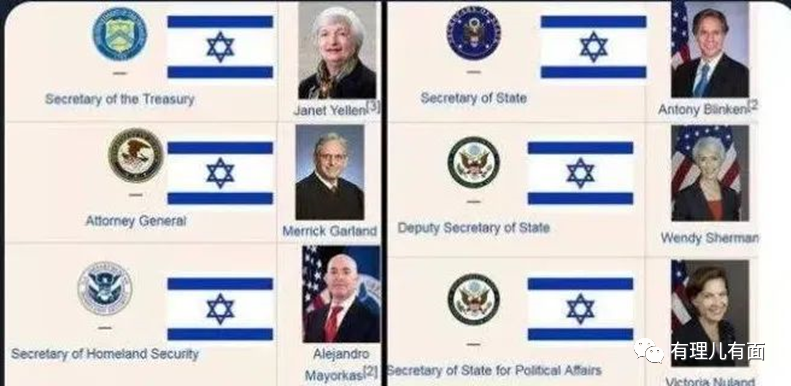 Secretary of the Treasury
Janet Yellen[3]
Secretary of State
Antony Blinken[2
Attorney General
Merrick Garland
Deputy Secretary of State
Wendy Sherman
Secretary of Homeland Security
Alejandro
Mayorkas[2]
Secretary of State for Political Affairs
Victoria Nuland
有理儿有面